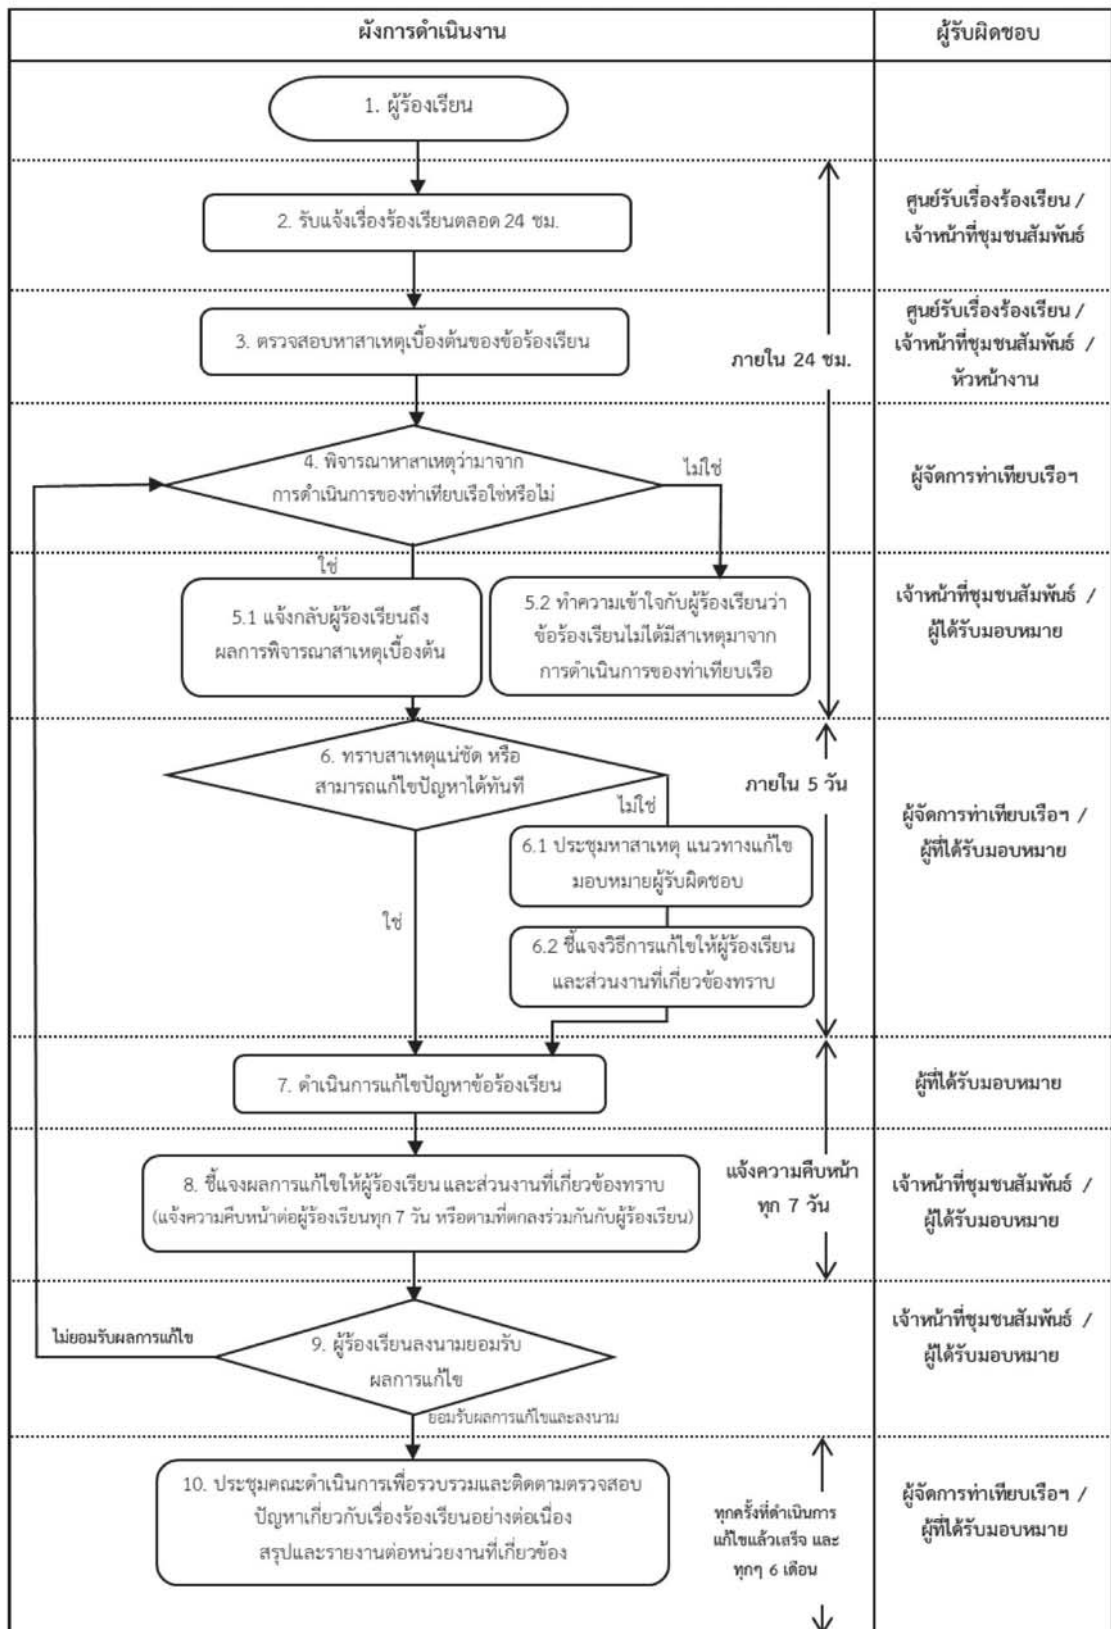 ผังการดำเนินงาน
ผู้รับผิดชอบ
1. ผู้ร้องเรียน
2. รับแจ้งเรื่องร้องเรียนตลอด 24 ชม.
ศูนย์รับเรื่องร้องเรียน /
เจ้าหน้าที่ชุมชนสัมพันธ์
3. ตรวจสอบหาสาเหตุเบื้องต้นของข้อร้องเรียน
ภายใน 24 ชม.
ศูนย์รับเรื่องร้องเรียน /
เจ้าหน้าที่ชุมชนสัมพันธ์ /
หัวหน้างาน
4. พิจารณาหาสาเหตุว่ามาจาก
การดำเนินการของท่าเทียบเรือใช่หรือไม่
ไม่ใช่
ผู้จัดการท่าเทียบเรือฯ
ใช่
5.1 แจ้งกลับผู้ร้องเรียนถึง
ผลการพิจารณาสาเหตุเบื้องต้น
5.2 ทำความเข้าใจกับผู้ร้องเรียนว่า
ข้อร้องเรียนไม่ได้มีสาเหตุมาจาก
การดำเนินการของท่าเทียบเรือ
เจ้าหน้าที่ชุมชนสัมพันธ์ /
ผู้ได้รับมอบหมาย
6. ทราบสาเหตุแน่ชัด หรือ
สามารถแก้ไขปัญหาได้ทันที
ไม่ใช่
ภายใน 5 วัน
ผู้จัดการท่าเทียบเรือฯ /
ผู้ที่ได้รับมอบหมาย
6.1 ประชุมหาสาเหตุ แนวทางแก้ไข
มอบหมายผู้รับผิดชอบ
ใช่
6.2 ชี้แจงวิธีการแก้ไขให้ผู้ร้องเรียน
และส่วนงานที่เกี่ยวข้องทราบ
7. ดำเนินการแก้ไขปัญหาข้อร้องเรียน
ผู้ที่ได้รับมอบหมาย
8. ชี้แจงผลการแก้ไขให้ผู้ร้องเรียน และส่วนงานที่เกี่ยวข้องทราบ
(แจ้งความคืบหน้าต่อผู้ร้องเรียนทุก 7 วัน หรือตามที่ตกลงร่วมกันกับผู้ร้องเรียน)
แจ้งความคืบหน้า
ทุก 7 วัน
เจ้าหน้าที่ชุมชนสัมพันธ์ /
ผู้ได้รับมอบหมาย
ไม่ยอมรับผลการแก้ไข
9. ผู้ร้องเรียนลงนามยอมรับ
ผลการแก้ไข
เจ้าหน้าที่ชุมชนสัมพันธ์ /
ผู้ได้รับมอบหมาย
ยอมรับผลการแก้ไขและลงนาม
10. ประชุมคณะดำเนินการเพื่อรวบรวมและติดตามตรวจสอบ
ปัญหาเกี่ยวกับเรื่องร้องเรียนอย่างต่อเนื่อง
สรุปและรายงานต่อหน่วยงานที่เกี่ยวข้อง
ทุกครั้งที่ดำเนินการ
แก้ไขแล้วเสร็จ และ
ทุกๆ 6 เดือน
ผู้จัดการท่าเทียบเรือฯ /
ผู้ที่ได้รับมอบหมาย